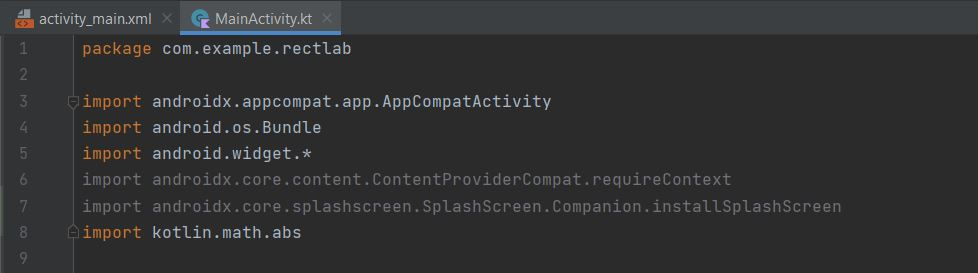 activity_main.xml MainActivity.kt
1 package com.example.rectlab
2
3 import androidx.appcompat.app.AppCompatActivity
4 import android.os.Bundle
5 import android.widget.*
6 import androidx.core.content.ContentProviderCompat.requireContext
7 import androidx.core.splashscreen.SplashScreen.Companion.installSplashScreen
8 import kotlin.math.abs
9